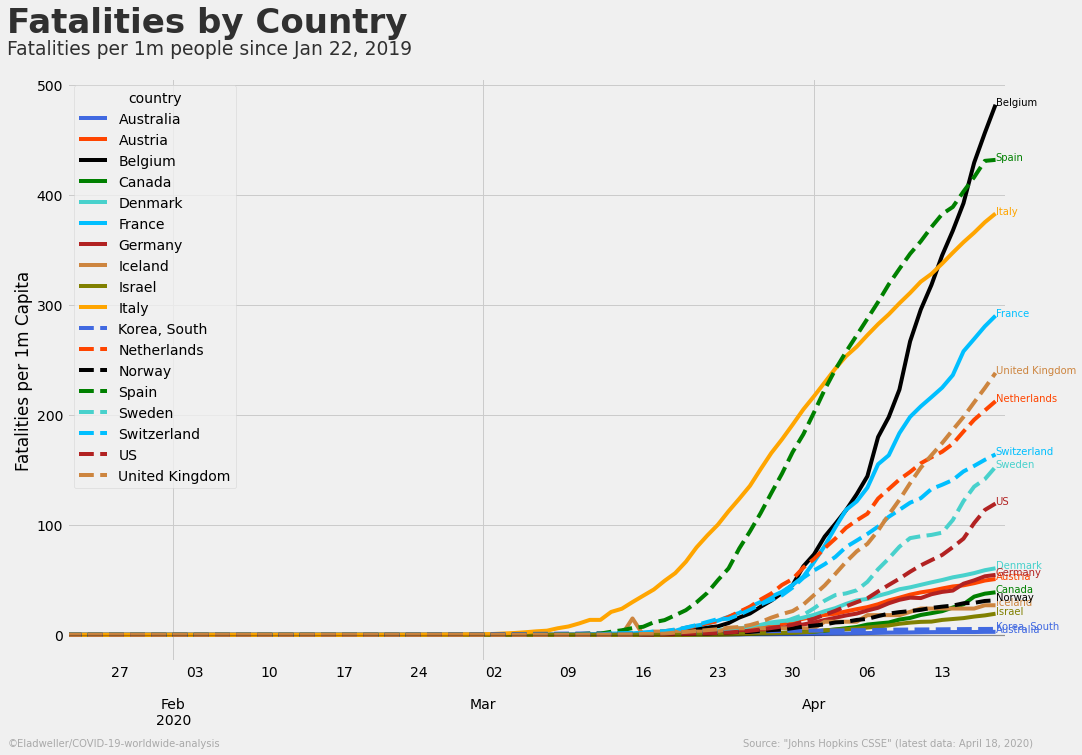 Fatalities by Country
Fatalities per 1m people since Jan 22, 2019
Fatalities per 1m Capita
500
400
300
200
100
0
country
Australia
Austria
Belgium
Canada
Denmark
France
Germany
Iceland
Israel
Italy
Korea, South
Netherlands
Norway
Spain
Sweden
Switzerland
US
United Kingdom
Belgium
Spain
Italy
France
United Kingdom
Netherlands
Switzerland
Sweden
US
Denmark
Germany
Austria
Canada
Norway
Iceland
Israel
Korea, South
Australia
27 03 10 17 24 02 09 16 23 30 06 13
Feb Mar Apr
2020
©Eladweller/COVID-19-worldwide-analysis Source: "Johns Hopkins CSSE" (latest data: April 18, 2020)